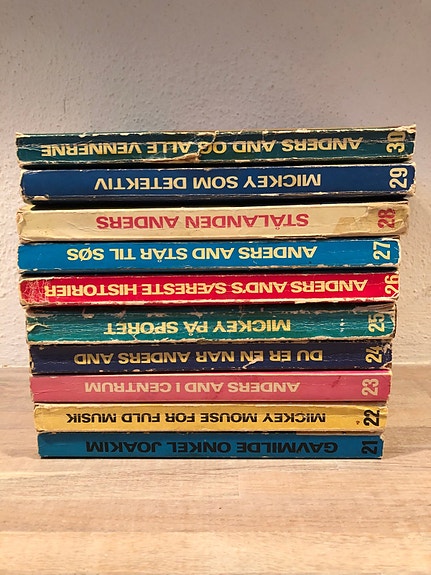 ANDERS AND OG ALLE VENNERNE 30
MICKEY SOM DETEKTIV 29
STÅLANDEN ANDERS 28
ANDERS AND STÅR TIL SØS 27
ANDERS AND'S SÆRESTE HISTORIER 26
MICKEY PÅ SPORET 25
DU ER EN NAR ANDERS AND 24
ANDERS AND I CENTRUM 23
MICKEY MOUSE FOR FULD MUSIK 22
GAVMILDE ONKEL JOAKIM 21